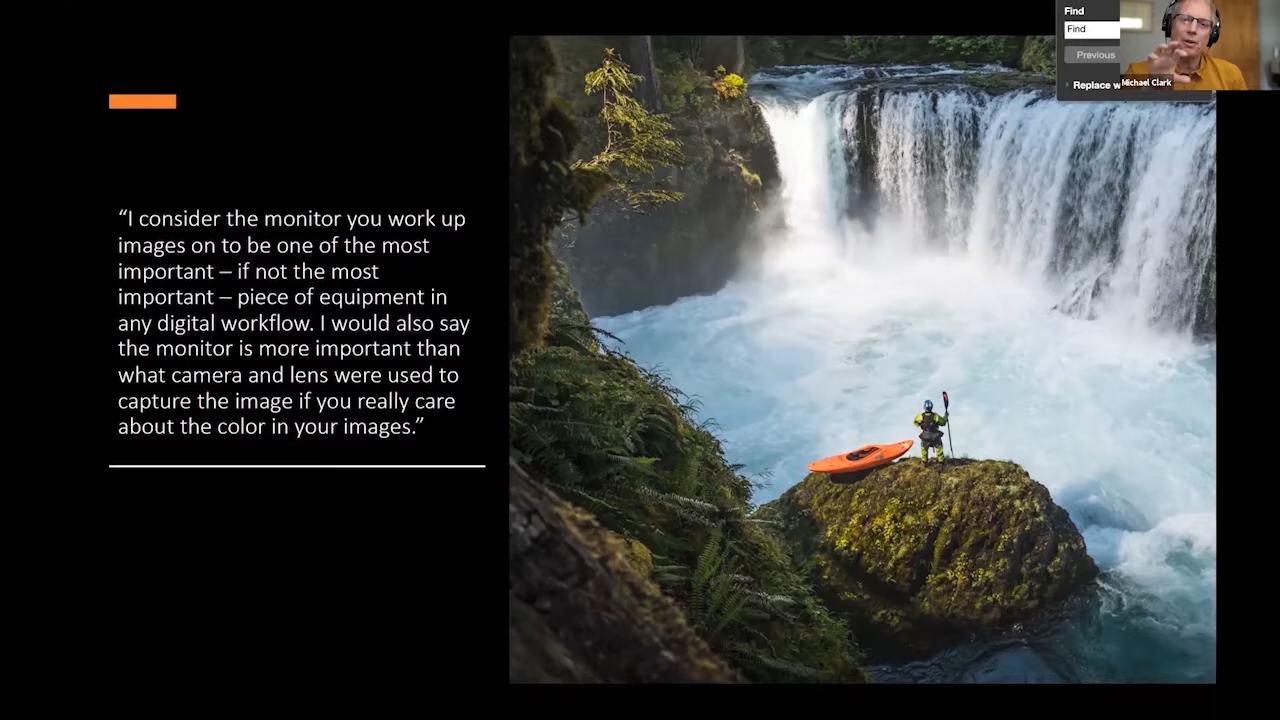 “I consider the monitor you work up
images on to be one of the most
important – if not the most
important – piece of equipment in
any digital workflow. I would also say
the monitor is more important than
what camera and lens were used to
capture the image if you really care
about the color in your images.”
Find
Find
Previous
Replace w
Michael Clark